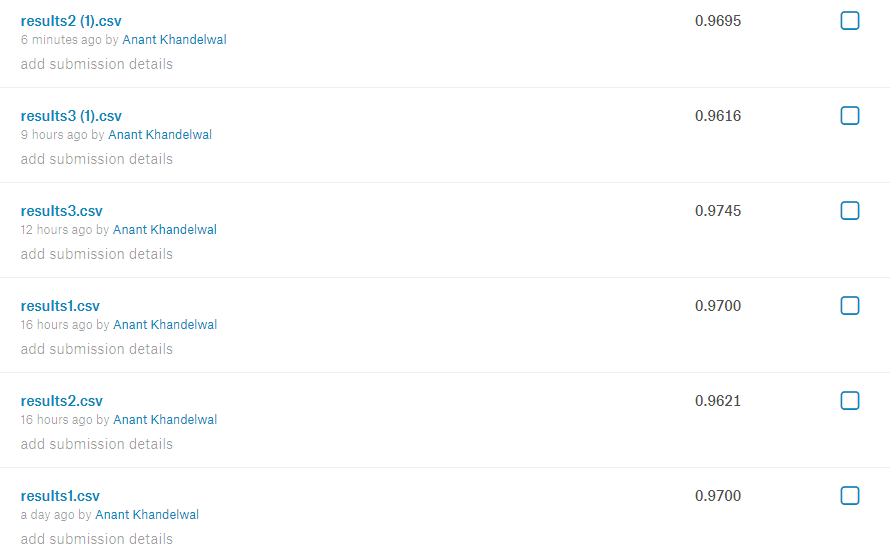 results2 (1).csv 0.9695
6 minutes ago by Anant Khandelwal
add submission details
results3 (1).csv 0.9616
9 hours ago by Anant Khandelwal
add submission details
results3.csv 0.9745
12 hours ago by Anant Khandelwal
add submission details
results1.csv 0.9700
16 hours ago by Anant Khandelwal
add submission details
results2.csv 0.9621
16 hours ago by Anant Khandelwal
add submission details
results1.csv 0.9700
a day ago by Anant Khandelwal
add submission details